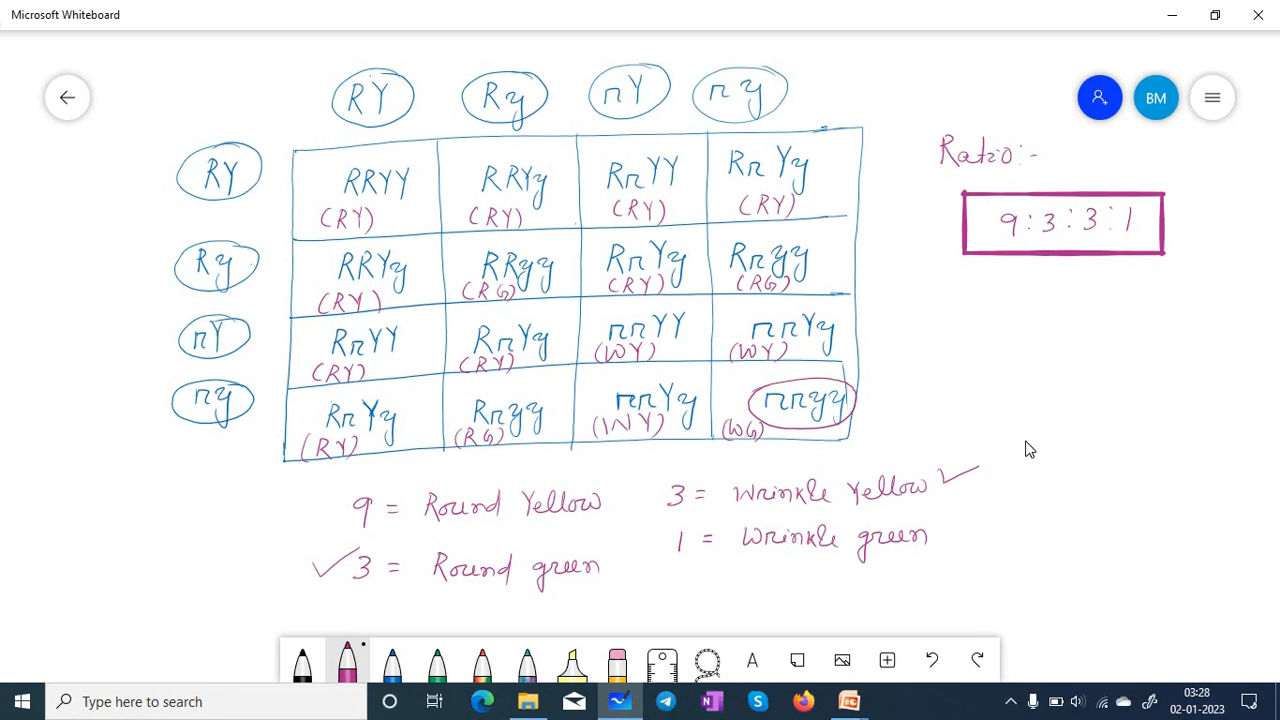 Microsoft Whiteboard
BM
RY Ry rY ry
Ratio:-
9:3:3:1
RY RRYY RRYy RrYY RrYy
(RY) (RY) (RY) (RY)
Ry RRYy RRyy RrYy Rryy
(RY) (RG) (RY) (RG)
rY RrYY RrYy rrYY rrYy
(RY) (RY) (WY) (WY)
ry RrYy Rryy rrYy rryy
(RY) (RG) (WY) (WG)
9 = Round Yellow
3 = Wrinkle Yellow ✓
1 = Wrinkle green
✓ 3 = Round green
A
Type here to search
N
S
P
03:28
02-01-2023